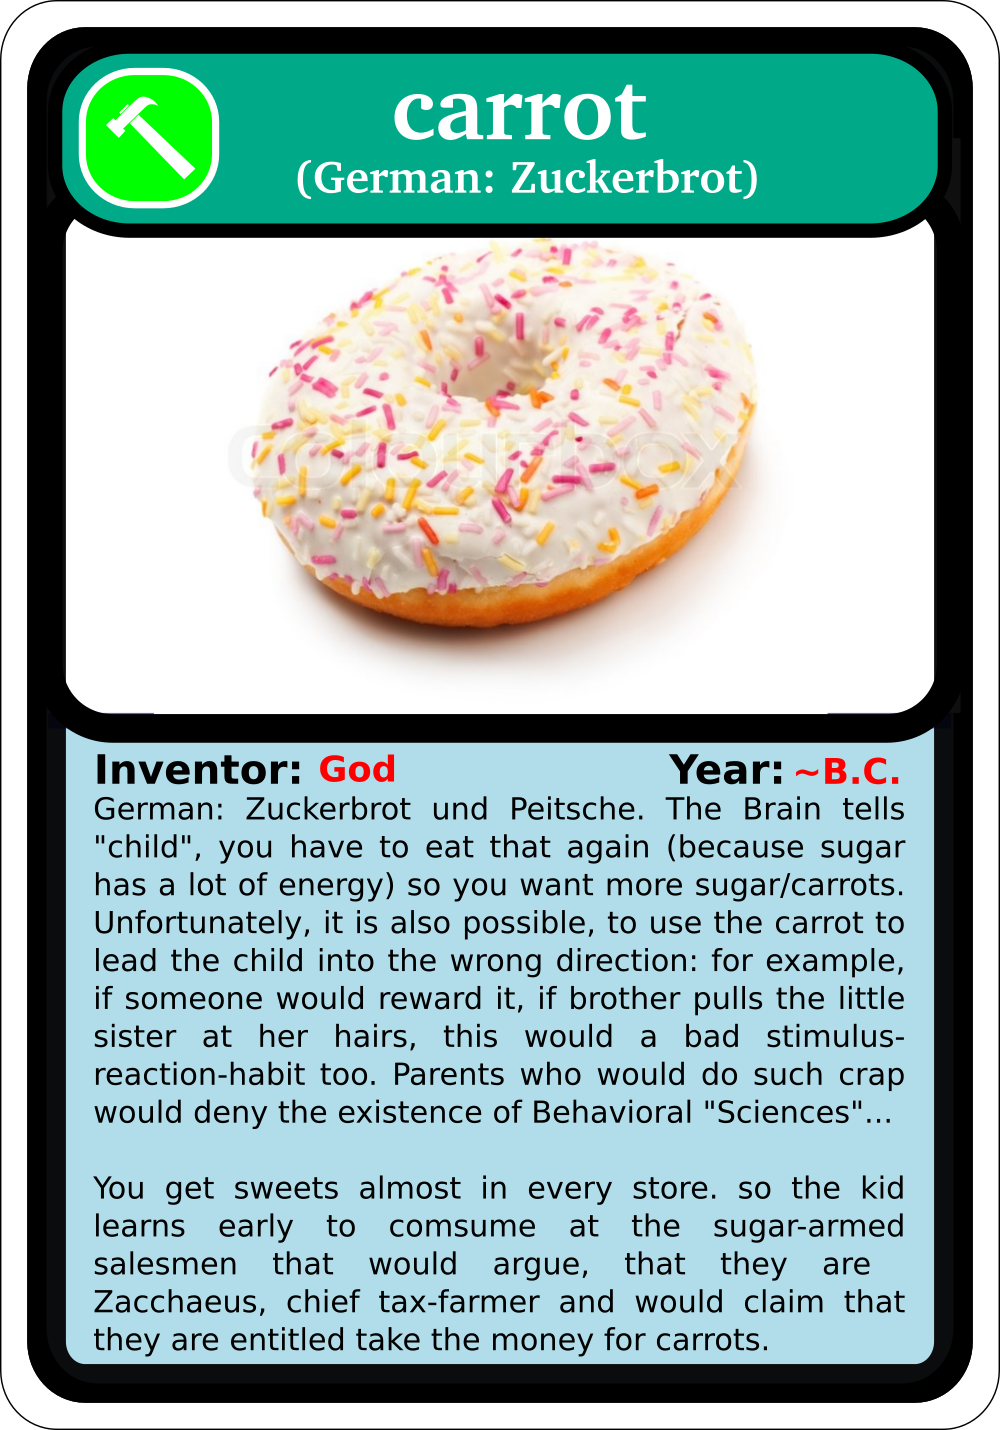 carrot
(German: Zuckerbrot)
colourbox
Inventor: God Year: ~B.C.
German: Zuckerbrot und Peitsche. The Brain tells
"child", you have to eat that again (because sugar
has a lot of energy) so you want more sugar/carrots.
Unfortunately, it is also possible, to use the carrot to
lead the child into the wrong direction: for example,
if someone would reward it, if brother pulls the little
sister at her hairs, this would a bad stimulus-
reaction-habit too. Parents who would do such crap
would deny the existence of Behavioral "Sciences"...
You get sweets almost in every store. so the kid
learns early to comsume at the sugar-armed
salesmen that would argue, that they are
Zacchaeus, chief tax-farmer and would claim that
they are entitled take the money for carrots.